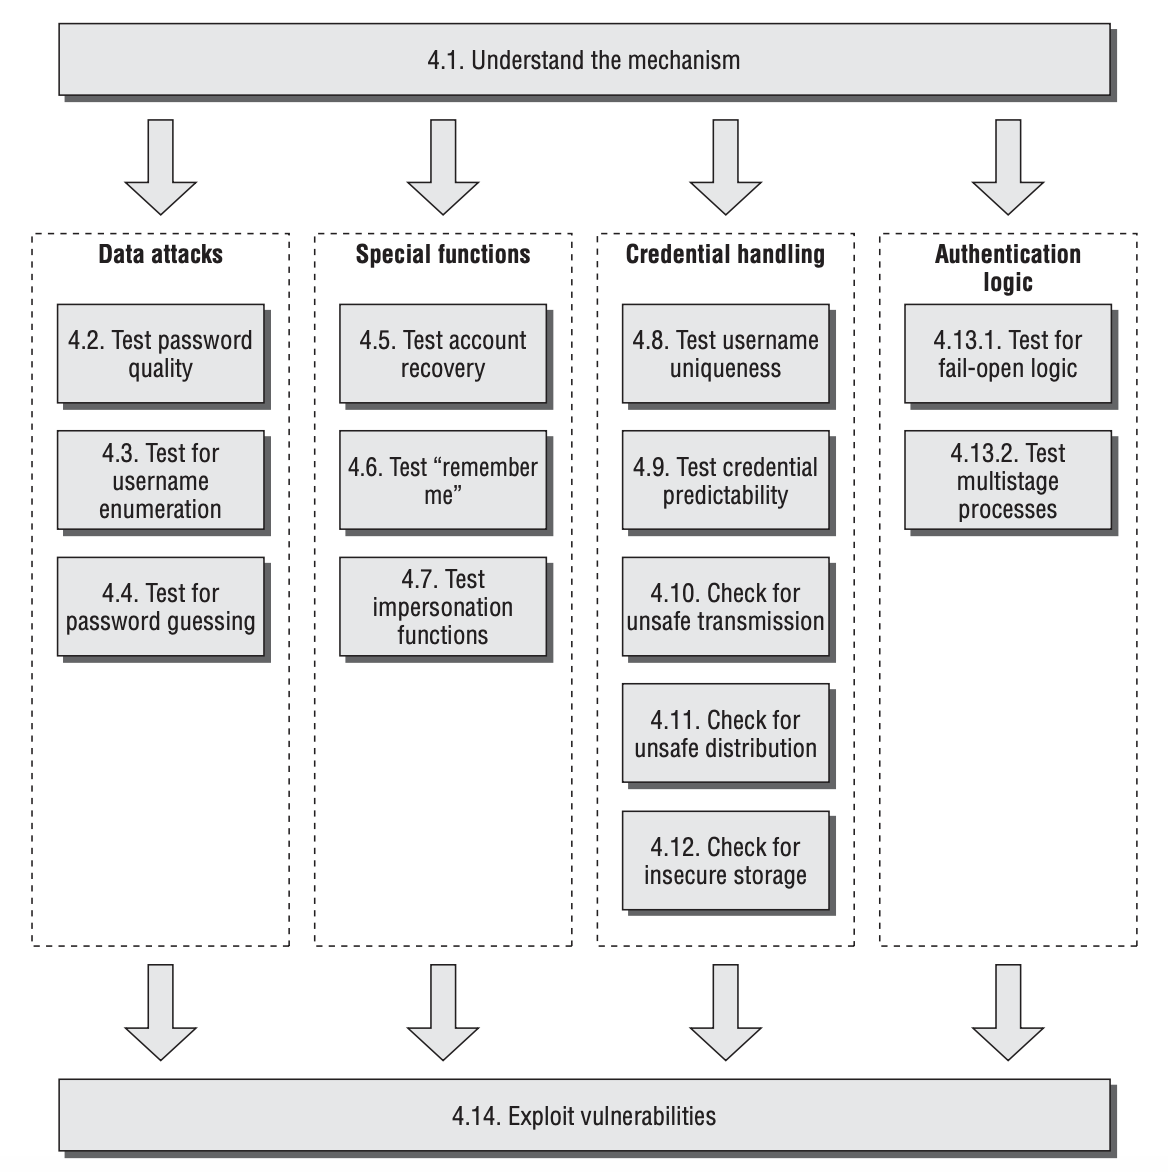 4.1. Understand the mechanism
Data attacks
4.2. Test password
quality
4.3. Test for
username
enumeration
4.4. Test for
password guessing
Special functions
4.5. Test account
recovery
4.6. Test “remember
me”
4.7. Test
impersonation
functions
Credential handling
4.8. Test username
uniqueness
4.9. Test credential
predictability
4.10. Check for
unsafe transmission
4.11. Check for
unsafe distribution
4.12. Check for
insecure storage
Authentication
logic
4.13.1. Test for
fail-open logic
4.13.2. Test
multistage
processes
4.14. Exploit vulnerabilities